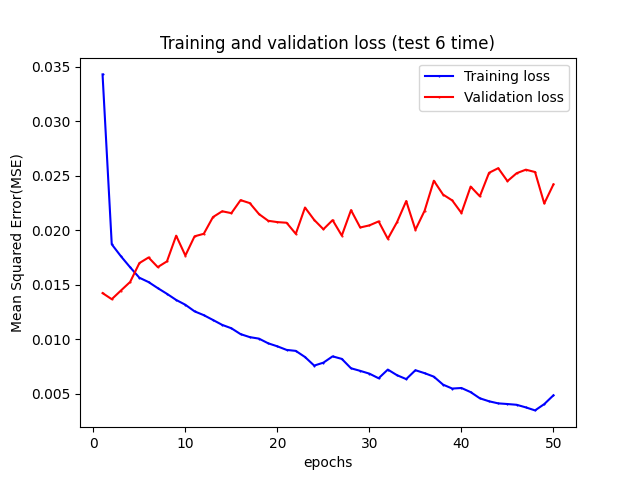 Training and validation loss (test 6 time)
Training loss
Validation loss
Mean Squared Error(MSE)
0.035
0.030
0.025
0.020
0.015
0.010
0.005
0 10 20 30 40 50
epochs